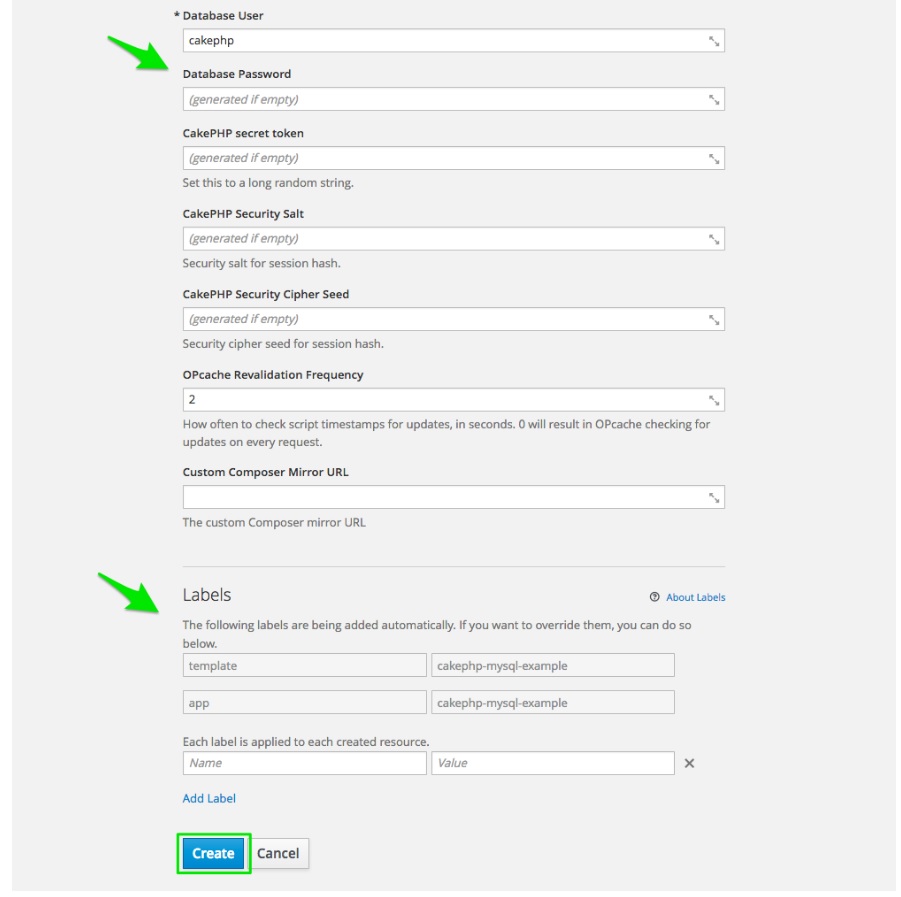 * Database User
cakephp
Database Password
(generated if empty)
CakePHP secret token
(generated if empty)
Set this to a long random string.
CakePHP Security Salt
(generated if empty)
Security salt for session hash.
CakePHP Security Cipher Seed
(generated if empty)
Security cipher seed for session hash.
OPcache Revalidation Frequency
2
How often to check script timestamps for updates, in seconds. 0 will result in OPcache checking for
updates on every request.
Custom Composer Mirror URL
The custom Composer mirror URL
Labels About Labels
The following labels are being added automatically. If you want to override them, you can do so
below.
template cakephp-mysql-example
app cakephp-mysql-example
Each label is applied to each created resource.
Name Value
Add Label
Create Cancel